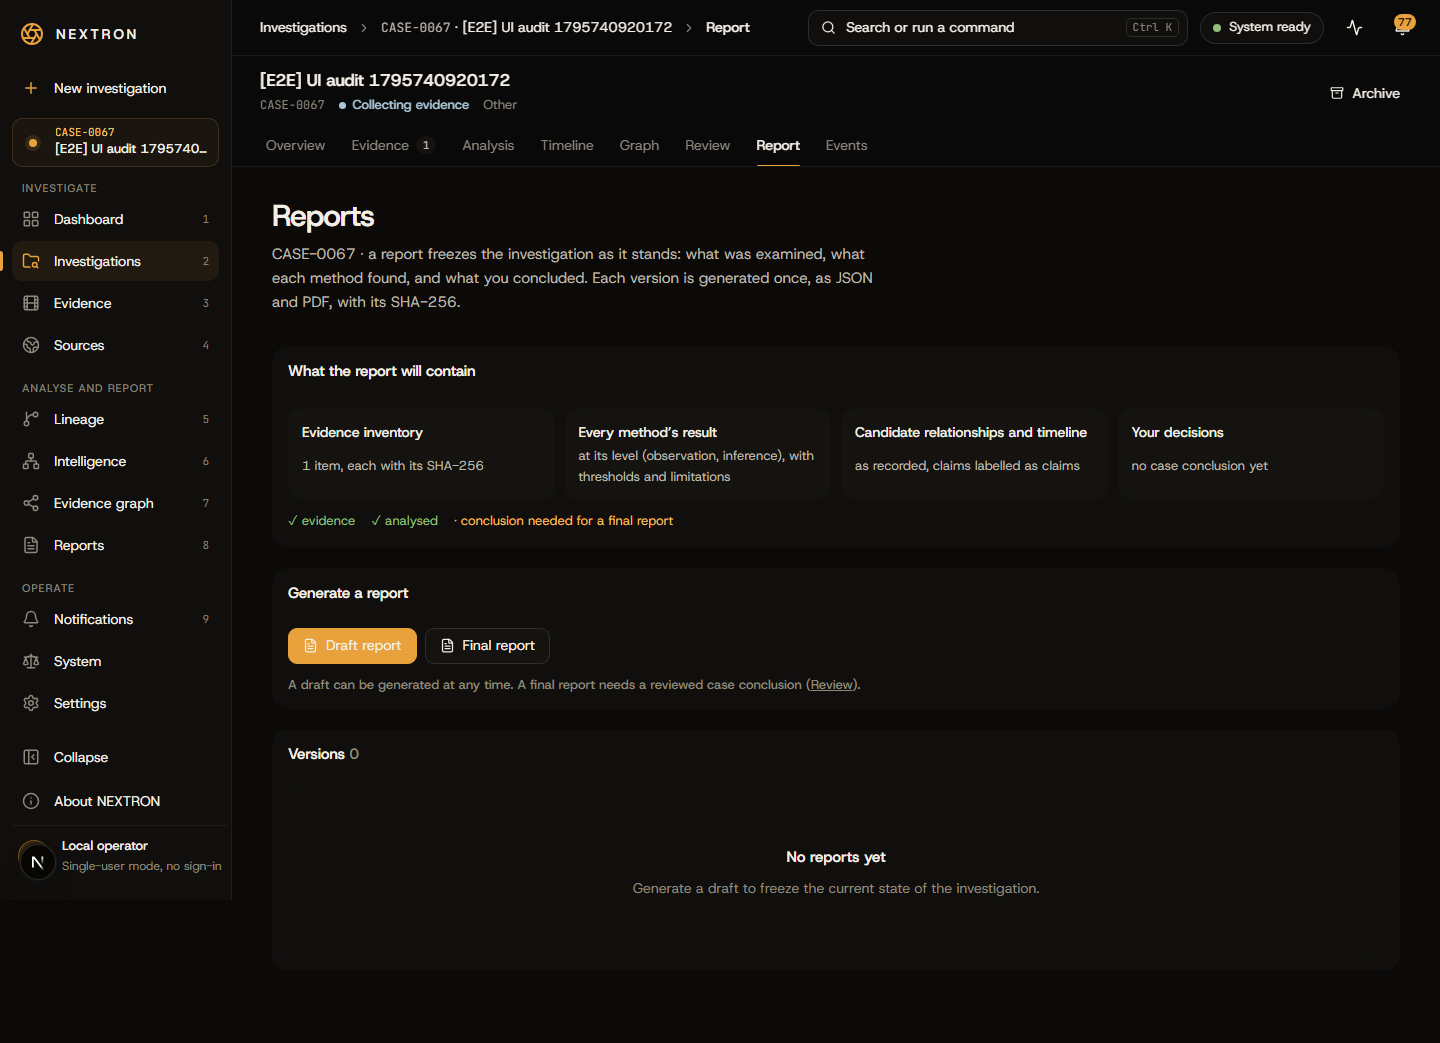 NEXTRON
New investigation
CASE-0067
[E2E] UI audit 1795740...
INVESTIGATE
Dashboard 1
Investigations 2
Evidence 3
Sources 4
ANALYSE AND REPORT
Lineage 5
Intelligence 6
Evidence graph 7
Reports 8
OPERATE
Notifications 9
System
Settings
Collapse
About NEXTRON
N
Local operator
Single-user mode, no sign-in
Investigations > CASE-0067 · [E2E] UI audit 1795740920172 > Report
Search or run a command Ctrl K
System ready
77
[E2E] UI audit 1795740920172
CASE-0067 Collecting evidence Other
Archive
Overview Evidence 1 Analysis Timeline Graph Review Report Events
Reports
CASE-0067 · a report freezes the investigation as it stands: what was examined, what
each method found, and what you concluded. Each version is generated once, as JSON
and PDF, with its SHA-256.
What the report will contain
Evidence inventory
1 item, each with its SHA-256
Every method's result
at its level (observation, inference), with
thresholds and limitations
Candidate relationships and timeline
as recorded, claims labelled as claims
Your decisions
no case conclusion yet
✓ evidence ✓ analysed · conclusion needed for a final report
Generate a report
Draft report Final report
A draft can be generated at any time. A final report needs a reviewed case conclusion (Review).
Versions 0
No reports yet
Generate a draft to freeze the current state of the investigation.